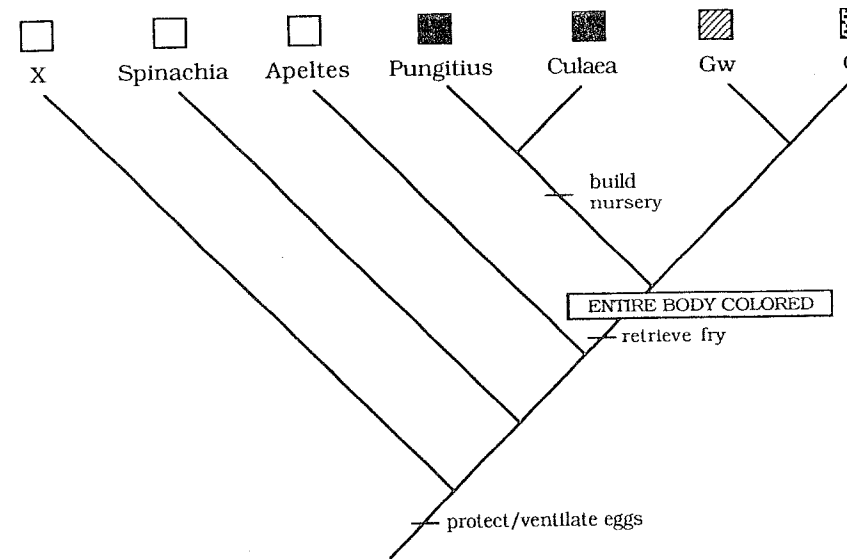 X
Spinachia
Apeltes
Pungitius
Culaea
Gw
build
nursery
ENTIRE BODY COLORED
retrieve fry
protect/ventilate eggs